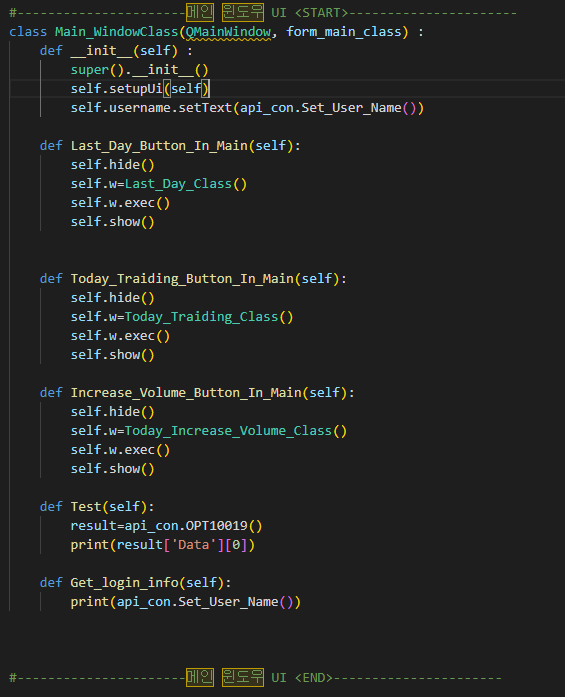 #----------------------메인 윈도우 UI <START>----------------------
class Main_WindowClass(QMainWindow, form_main_class) :
    def __init__(self) :
        super().__init__()
        self.setupUi(self)
        self.username.setText(api_con.Set_User_Name())
    def Last_Day_Button_In_Main(self):
        self.hide()
        self.w=Last_Day_Class()
        self.w.exec()
        self.show()
    def Today_Traiding_Button_In_Main(self):
        self.hide()
        self.w=Today_Traiding_Class()
        self.w.exec()
        self.show()
    def Increase_Volume_Button_In_Main(self):
        self.hide()
        self.w=Today_Increase_Volume_Class()
        self.w.exec()
        self.show()
    def Test(self):
        result=api_con.OPT10019()
        print(result['Data'][0])
    def Get_login_info(self):
        print(api_con.Set_User_Name())
#----------------------메인 윈도우 UI <END>----------------------